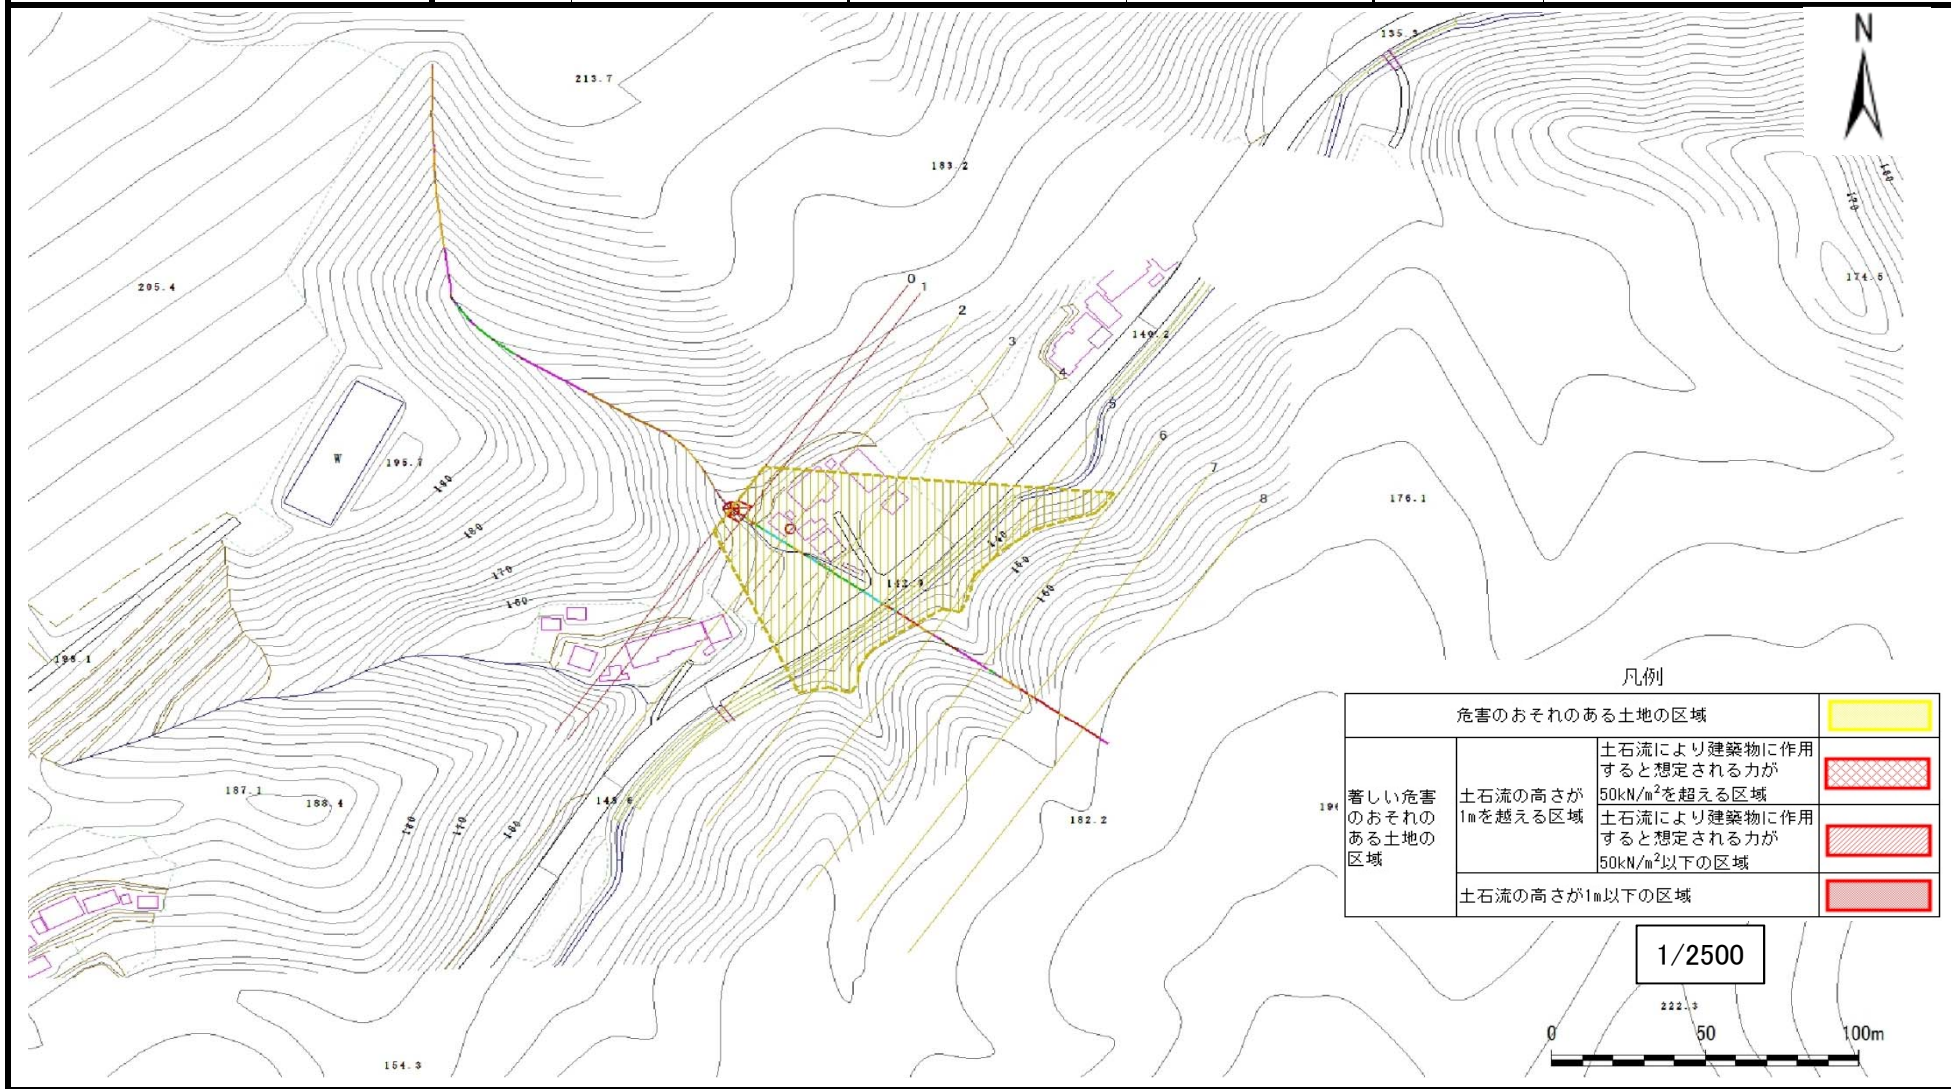 N
135.3
213.7
183.2
180
170
174.5
205.4
0
1
2
3
4
5
6
7
8
149.2
W
195.7
190
180
170
160
176.1
140
150
160
142.9
198.1
187.1
188.4
180
170
160
143.6
182.2
154.3
222.3
凡例
危害のおそれのある土地の区域
著しい危害
のおそれの
ある土地の
区域
土石流の高さが
1mを越える区域
土石流により建築物に作用
すると想定される力が
50kN/m²を超える区域
土石流により建築物に作用
すると想定される力が
50kN/m²以下の区域
土石流の高さが1m以下の区域
1/2500
0 50 100m